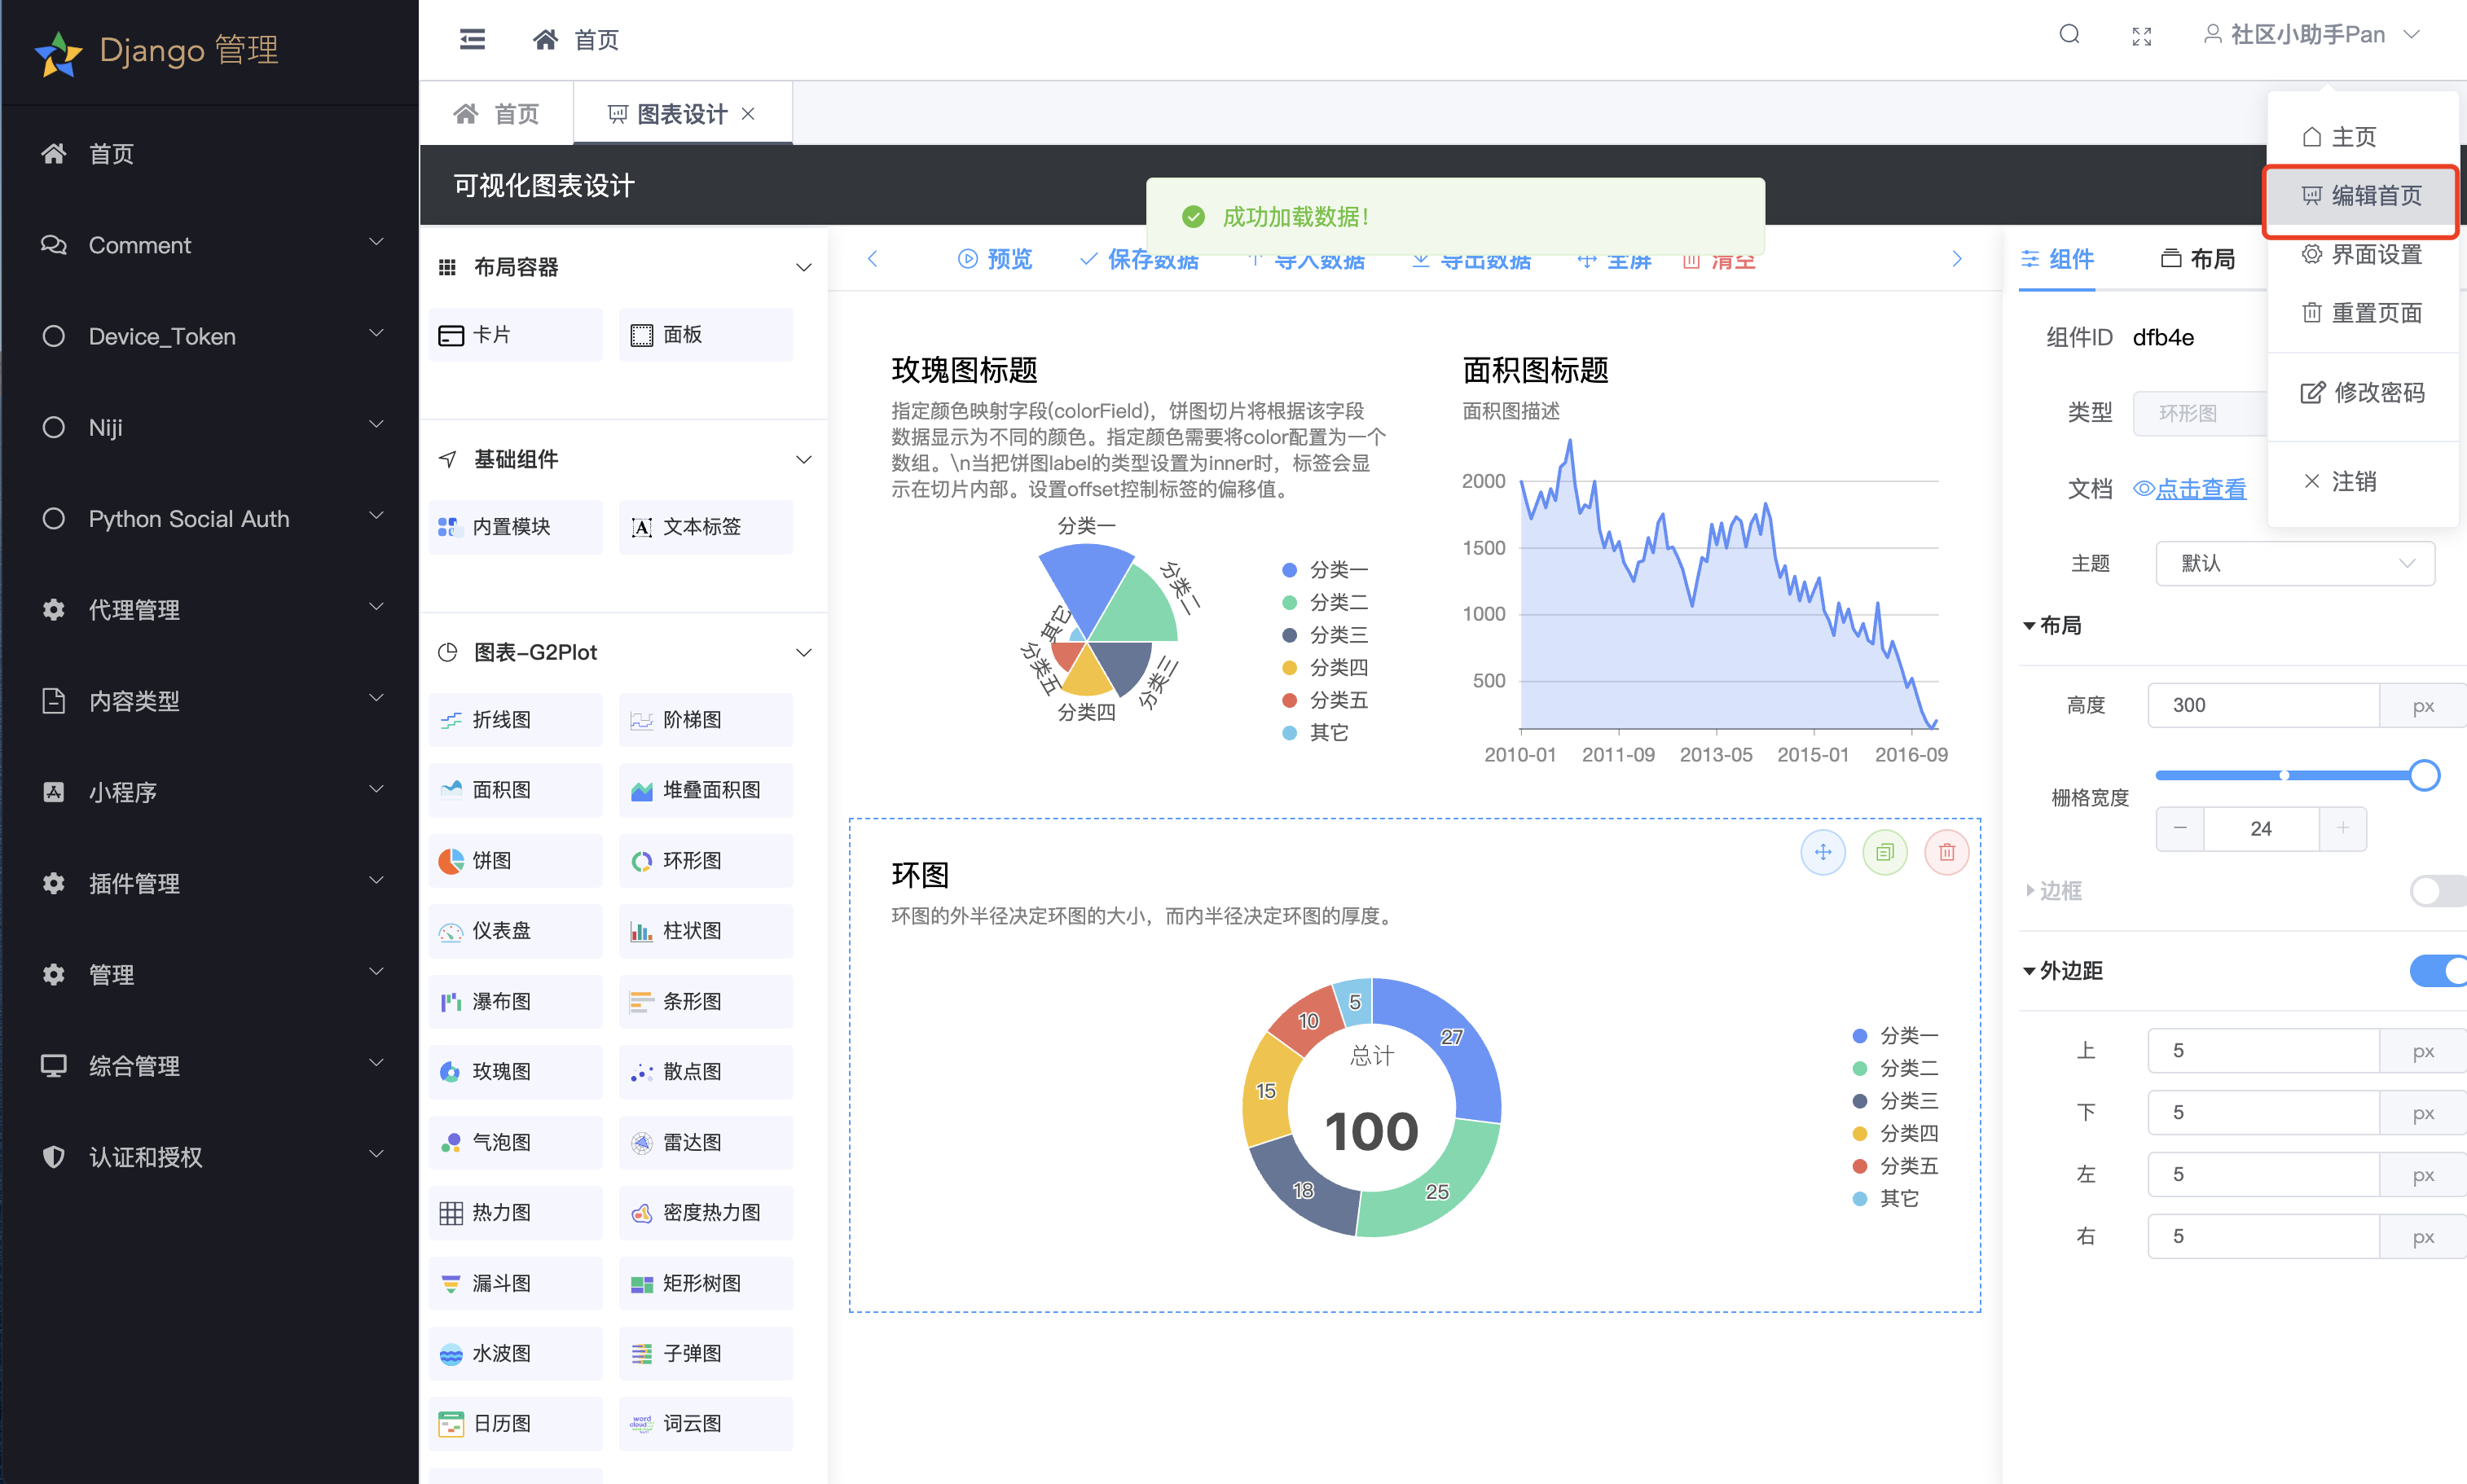 Django 管理
首页
Comment
Device_Token
Niji
Python Social Auth
代理管理
内容类型
小程序
插件管理
管理
综合管理
认证和授权
首页
社区小助手Pan
首页
图表设计
可视化图表设计
成功加载数据！
主页
编辑首页
界面设置
重置页面
修改密码
注销
布局容器
卡片
面板
基础组件
内置模块
文本标签
图表-G2Plot
折线图
阶梯图
面积图
堆叠面积图
饼图
环形图
仪表盘
柱状图
瀑布图
条形图
玫瑰图
散点图
气泡图
雷达图
热力图
密度热力图
漏斗图
矩形树图
水波图
子弹图
日历图
词云图
预览
保存数据
导入数据
导出数据
全屏
清空
玫瑰图标题
指定颜色映射字段(colorField)，饼图切片将根据该字段
数据显示为不同的颜色。指定颜色需要将color配置为一个
数组。\n当把饼图label的类型设置为inner时，标签会显
示在切片内部。设置offset控制标签的偏移值。
分类一
分类二
分类三
分类四
分类五
其它
分类一
分类二
分类三
分类四
分类五
其它
面积图标题
面积图描述
2000
1500
1000
500
2010-01
2011-09
2013-05
2015-01
2016-09
环图
环图的外半径决定环图的大小，而内半径决定环图的厚度。
27
25
18
15
10
5
总计
100
分类一
分类二
分类三
分类四
分类五
其它
组件
布局
组件ID dfb4e
类型 环形图
文档 点击查看
主题 默认
布局
高度 300 px
栅格宽度
24
边框
外边距
上 5 px
下 5 px
左 5 px
右 5 px